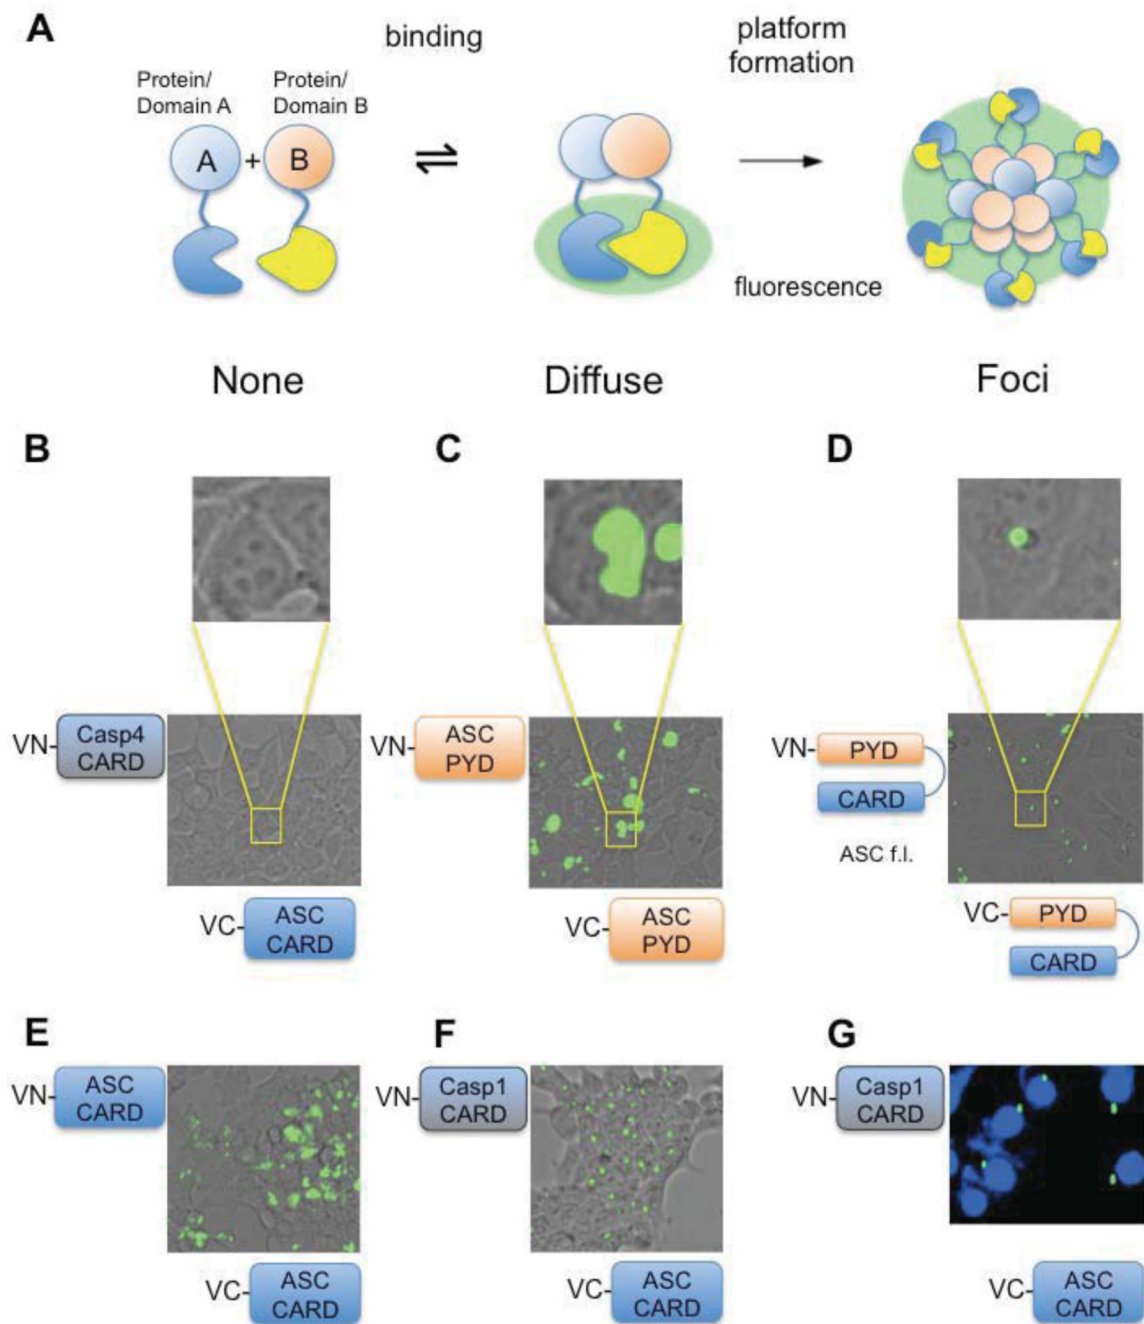 A
binding
platform
formation
Protein/
Domain A
Protein/
Domain B
A
+
B
fluorescence
None
Diffuse
Foci
B
C
D
VN-
Casp4
CARD
VC-
ASC
CARD
VN-
ASC
PYD
VC-
ASC
PYD
VN-
PYD
CARD
ASC f.l.
VC-
PYD
CARD
E
F
G
VN-
ASC
CARD
VC-
ASC
CARD
VN-
Casp1
CARD
VC-
ASC
CARD
VN-
Casp1
CARD
VC-
ASC
CARD